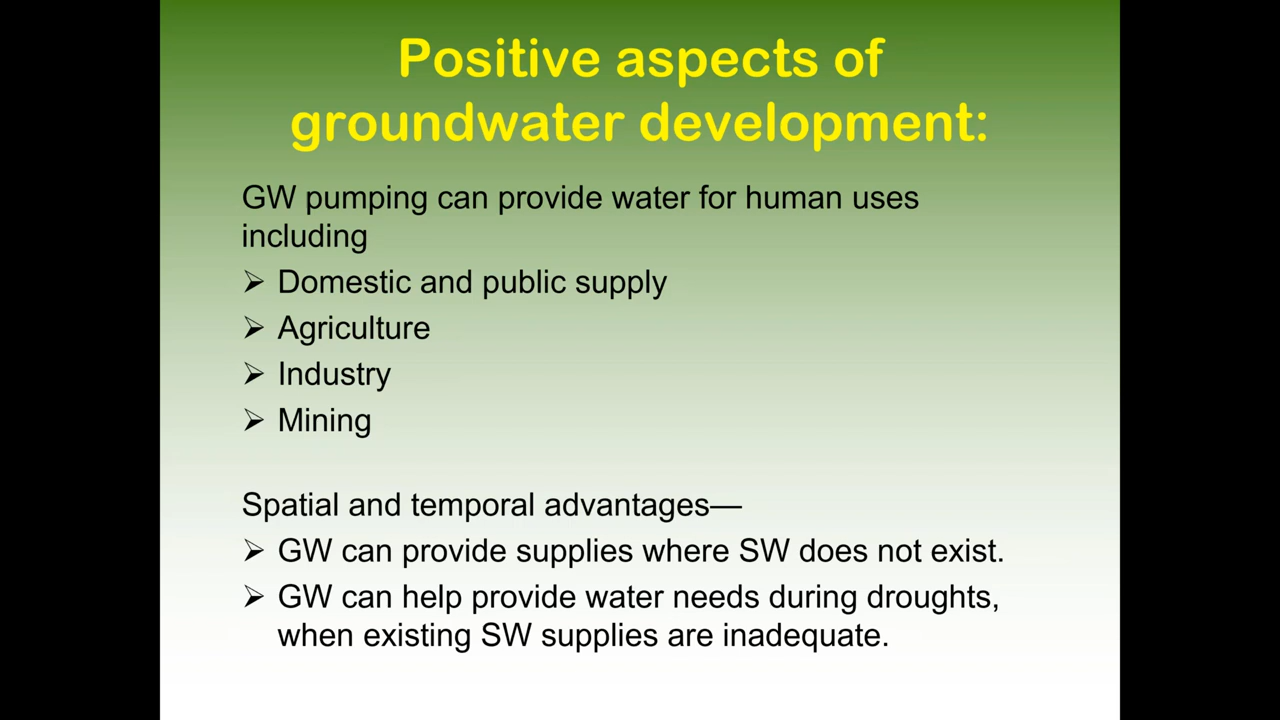 Positive aspects of
groundwater development:
GW pumping can provide water for human uses
including
➢ Domestic and public supply
➢ Agriculture
➢ Industry
➢ Mining
Spatial and temporal advantages—
➢ GW can provide supplies where SW does not exist.
➢ GW can help provide water needs during droughts,
when existing SW supplies are inadequate.